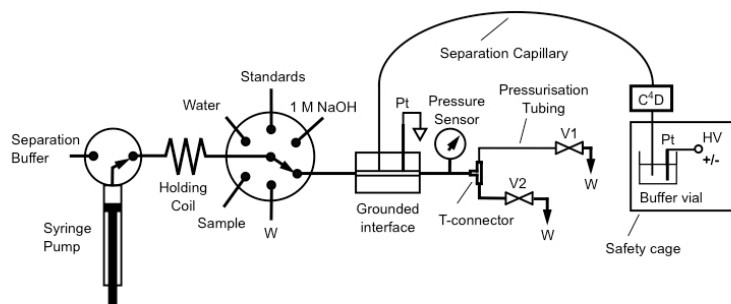 Separation Capillary
Standards
Water
1 M NaOH
Pt
Pressure
Sensor
Pressurisation
Tubing
C⁴D
Separation
Buffer
V1
Pt
HV
+/-
Holding
Coil
W
Sample
V2
Buffer vial
Syringe
Pump
W
Grounded
interface
T-connector
W
Safety cage